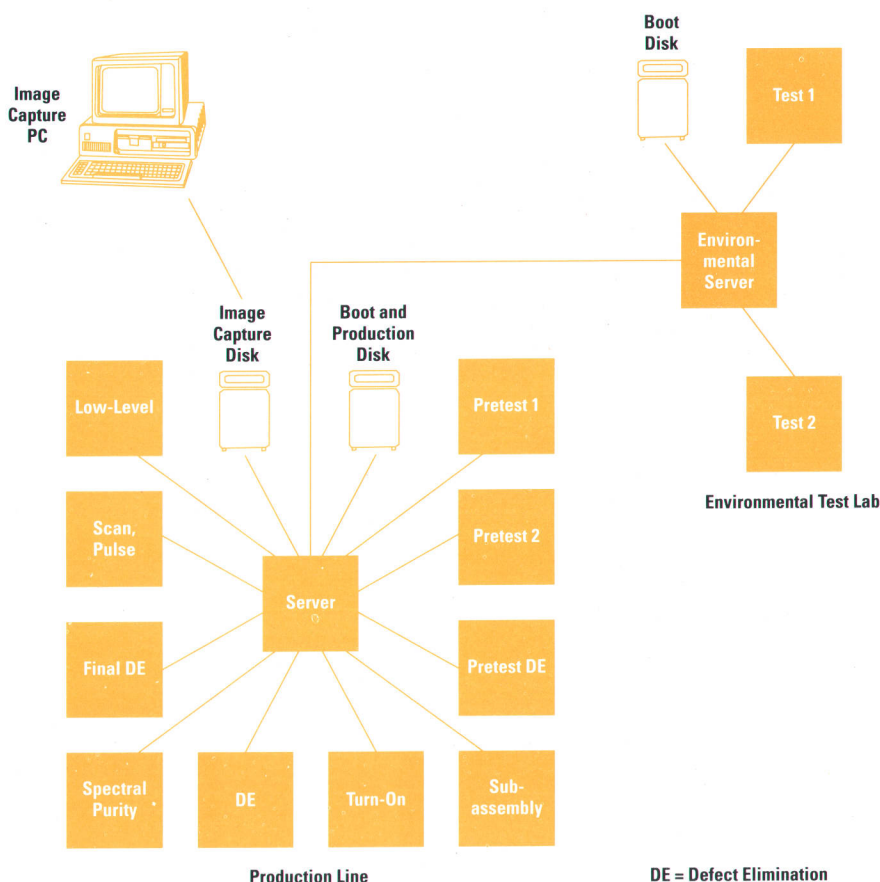 Boot
Disk
Test 1
Image
Capture
PC
Environ-
mental
Server
Image
Capture
Disk
Boot and
Production
Disk
Low-Level
Pretest 1
Test 2
Environmental Test Lab
Scan,
Pulse
Pretest 2
Server
Final DE
Pretest DE
Spectral
Purity
DE
Turn-On
Sub-
assembly
Production Line
DE = Defect Elimination